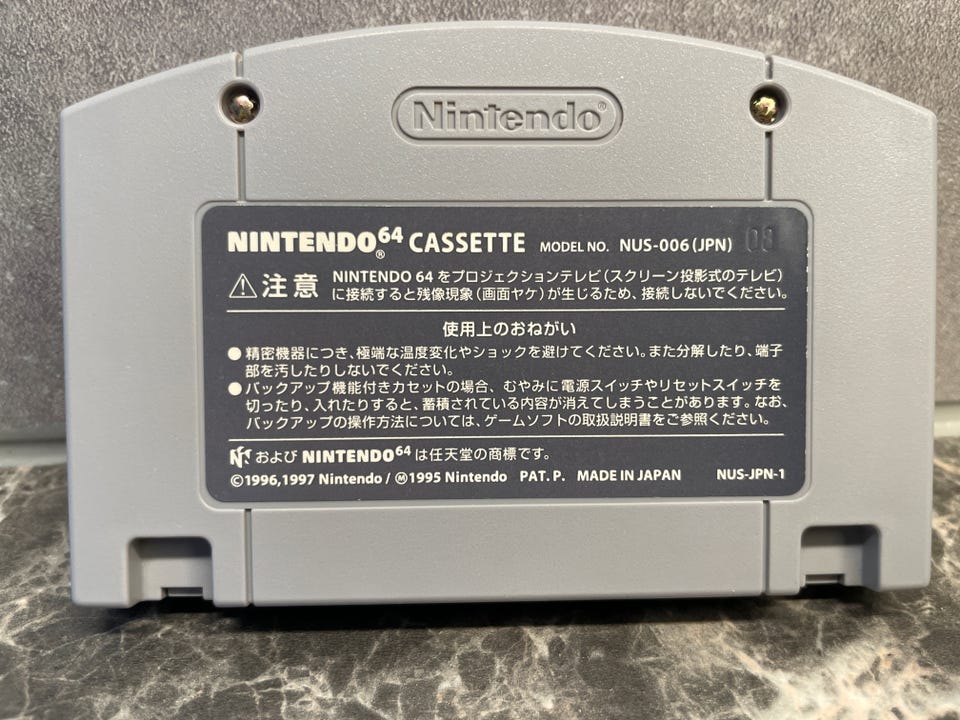 Nintendo®
NINTENDO64® CASSETTE MODEL NO. NUS-006(JPN)
⚠注意 NINTENDO 64 をプロジェクションテレビ(スクリーン投影式のテレビ)
に接続すると残像現象(画面ヤケ)が生じるため、接続しないでください。
使用上のおねがい
●精密機器につき、極端な温度変化やショックを避けてください。また分解したり、端子
部を汚したりしないでください。
●バックアップ機能付きカセットの場合、むやみに電源スイッチやリセットスイッチを
切ったり、入れたりすると、蓄積されている内容が消えてしまうことがあります。なお、
バックアップの操作方法については、ゲームソフトの取扱説明書をご参照ください。
および NINTENDO64 は任天堂の商標です。
©1996,1997 Nintendo / Ⓜ1995 Nintendo PAT. P. MADE IN JAPAN NUS-JPN-1